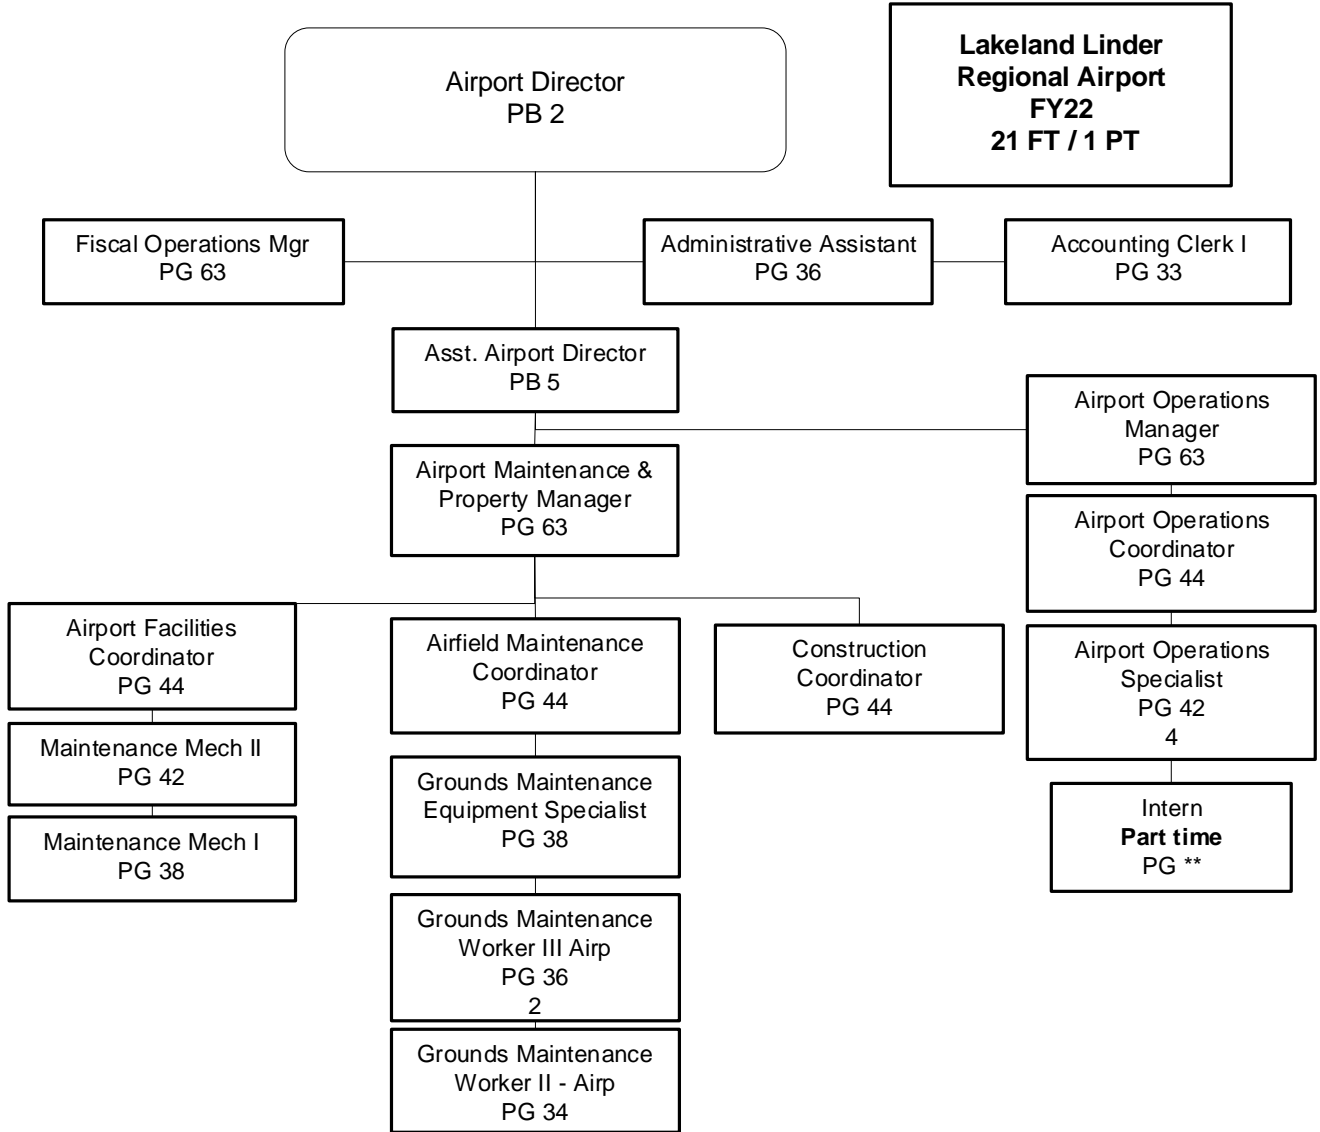 Airport Director
PB 2
Lakeland Linder
Regional Airport
FY22
21 FT / 1 PT
Fiscal Operations Mgr
PG 63
Administrative Assistant
PG 36
Accounting Clerk I
PG 33
Asst. Airport Director
PB 5
Airport Operations
Manager
PG 63
Airport Maintenance &
Property Manager
PG 63
Airport Operations
Coordinator
PG 44
Airport Facilities
Coordinator
PG 44
Airfield Maintenance
Coordinator
PG 44
Construction
Coordinator
PG 44
Airport Operations
Specialist
PG 42
4
Maintenance Mech II
PG 42
Maintenance Mech I
PG 38
Grounds Maintenance
Equipment Specialist
PG 38
Intern
Part time
PG **
Grounds Maintenance
Worker III Airp
PG 36
2
Grounds Maintenance
Worker II - Airp
PG 34